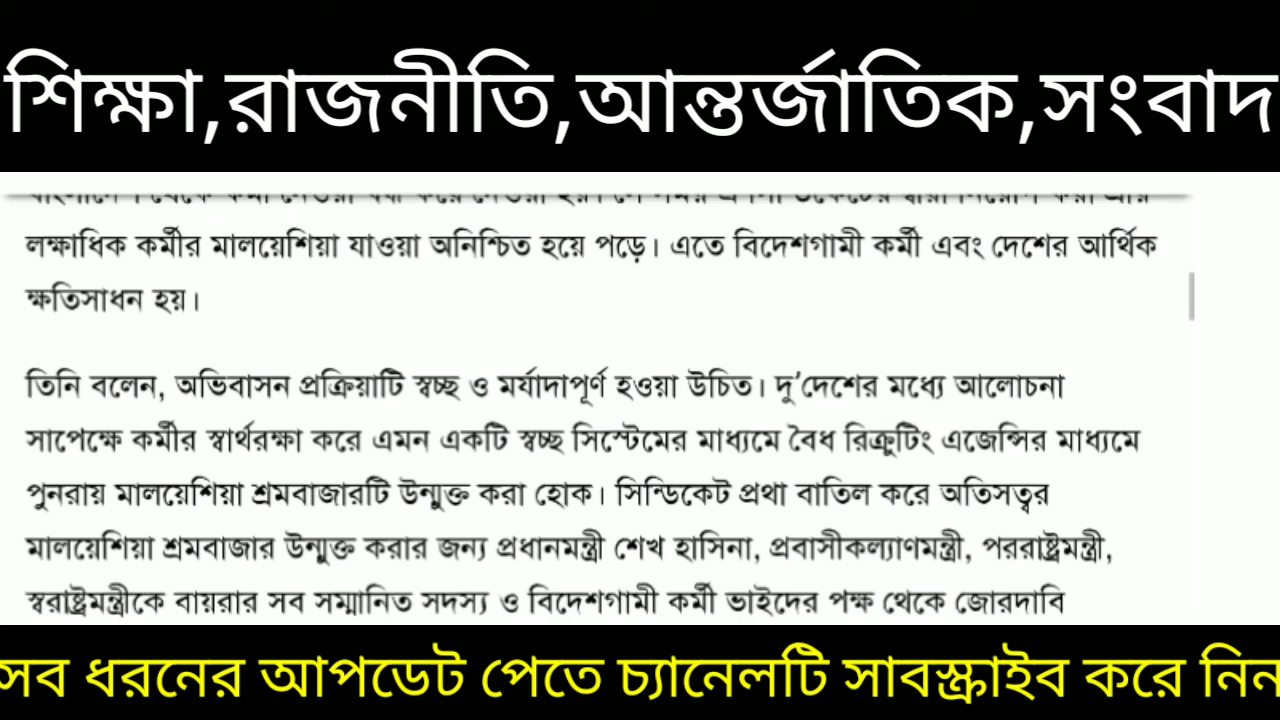 শিক্ষা,রাজনীতি,আন্তর্জাতিক,সংবাদ
লক্ষাধিক কর্মীর মালয়েশিয়া যাওয়া অনিশ্চিত হয়ে পড়ে। এতে বিদেশগামী কর্মী এবং দেশের আর্থিক
ক্ষতিসাধন হয়।
তিনি বলেন, অভিবাসন প্রক্রিয়াটি স্বচ্ছ ও মর্যাদাপূর্ণ হওয়া উচিত। দু’দেশের মধ্যে আলোচনা
সাপেক্ষে কর্মীর স্বার্থরক্ষা করে এমন একটি স্বচ্ছ সিস্টেমের মাধ্যমে বৈধ রিক্রুটিং এজেন্সির মাধ্যমে
পুনরায় মালয়েশিয়া শ্রমবাজারটি উন্মুক্ত করা হোক। সিন্ডিকেট প্রথা বাতিল করে অতিসত্বর
মালয়েশিয়া শ্রমবাজার উন্মুক্ত করার জন্য প্রধানমন্ত্রী শেখ হাসিনা, প্রবাসীকল্যাণমন্ত্রী, পররাষ্ট্রমন্ত্রী,
স্বরাষ্ট্রমন্ত্রীকে বায়রার সব সম্মানিত সদস্য ও বিদেশগামী কর্মী ভাইদের পক্ষ থেকে জোরদাবি
সব ধরনের আপডেট পেতে চ্যানেলটি সাবস্ক্রাইব করে নিন